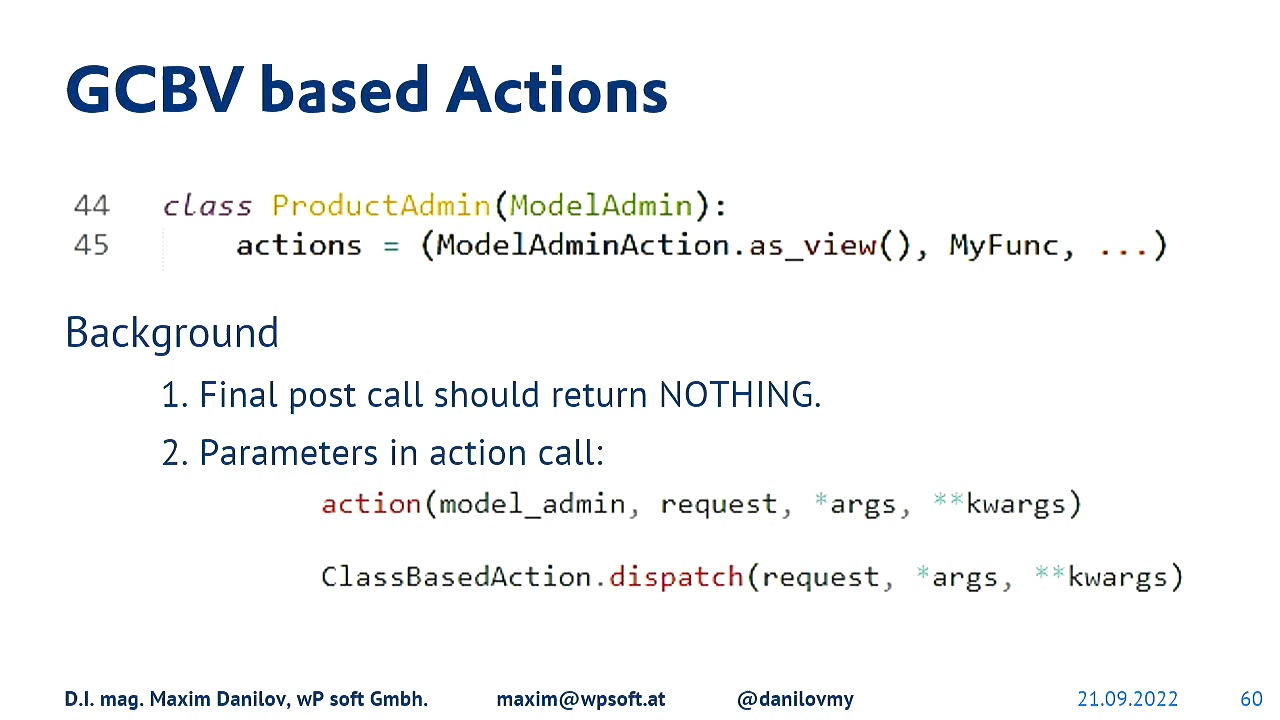 GCBV based Actions
44 class ProductAdmin(ModelAdmin):
45 actions = (ModelAdminAction.as_view(), MyFunc, ...)
Background
1. Final post call should return NOTHING.
2. Parameters in action call:
action(model_admin, request, *args, **kwargs)
ClassBasedAction.dispatch(request, *args, **kwargs)
D.I. mag. Maxim Danilov, wP soft Gmbh. maxim@wpsoft.at @danilovmy 21.09.2022 60